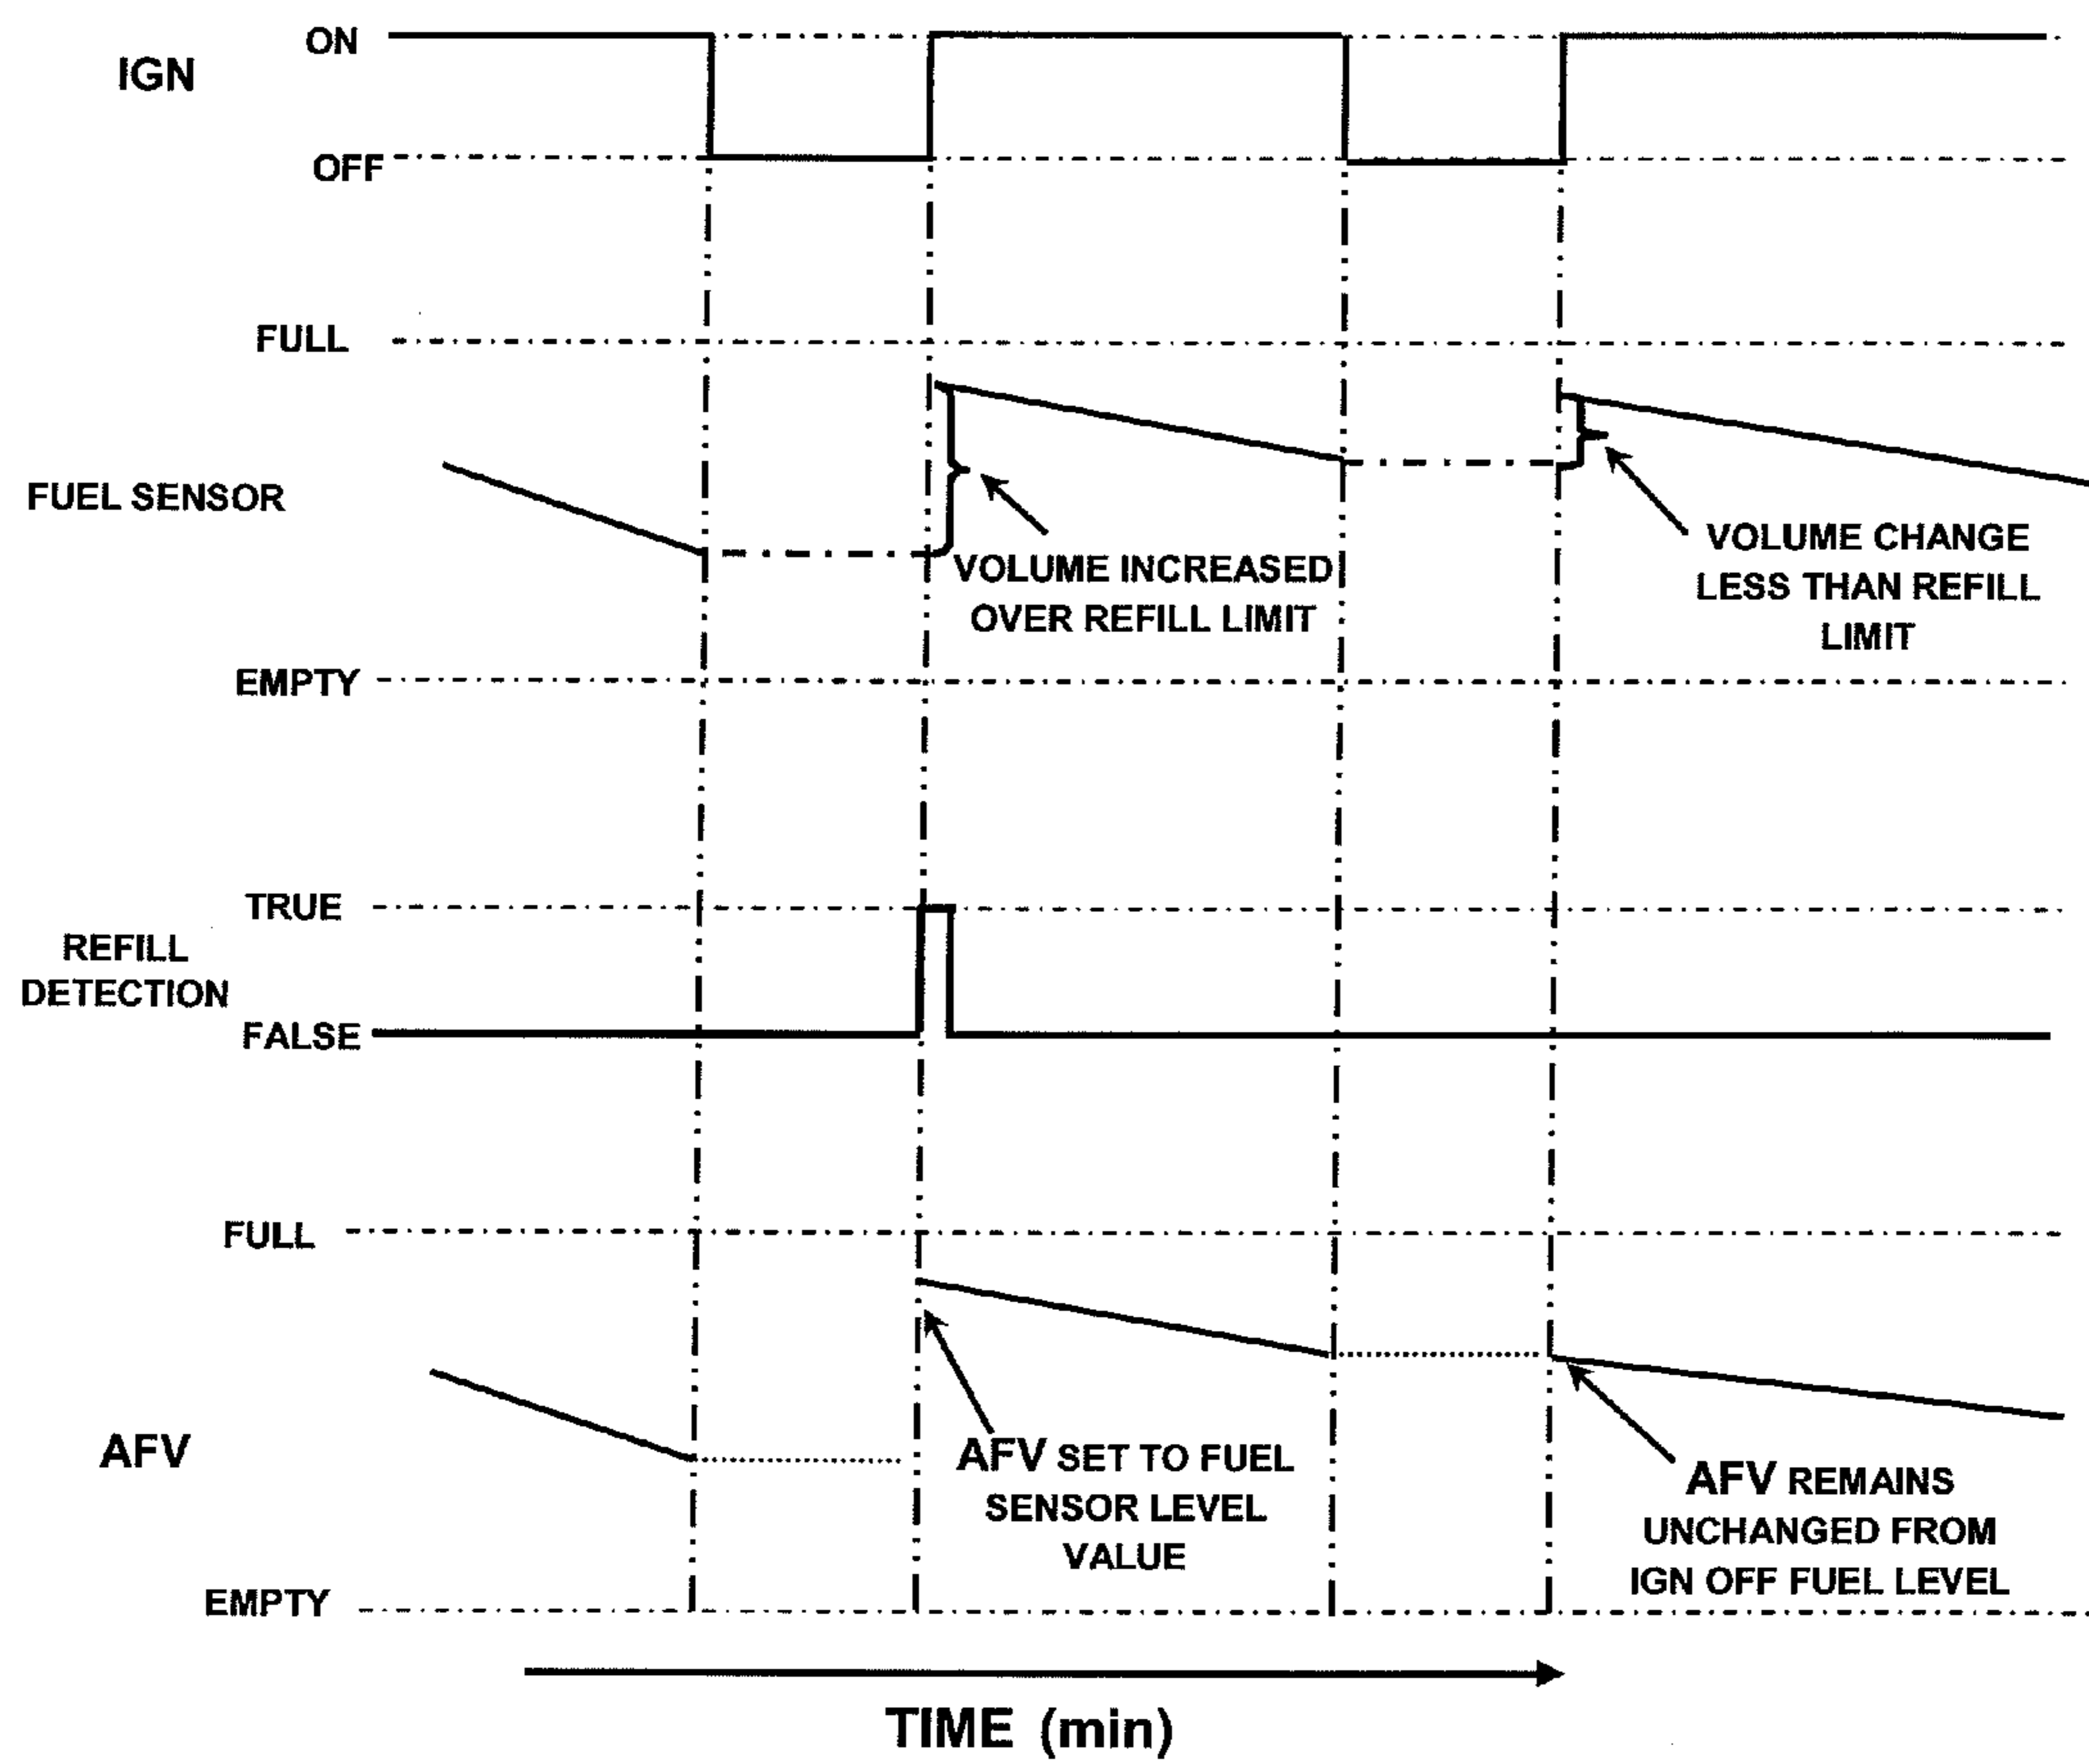 ON
IGN
OFF
FULL
FUEL SENSOR
VOLUME INCREASED
OVER REFILL LIMIT
VOLUME CHANGE
LESS THAN REFILL
LIMIT
EMPTY
TRUE
REFILL
DETECTION
FALSE
FULL
AFV
AFV SET TO FUEL
SENSOR LEVEL
VALUE
AFV REMAINS
UNCHANGED FROM
IGN OFF FUEL LEVEL
EMPTY
TIME (min)